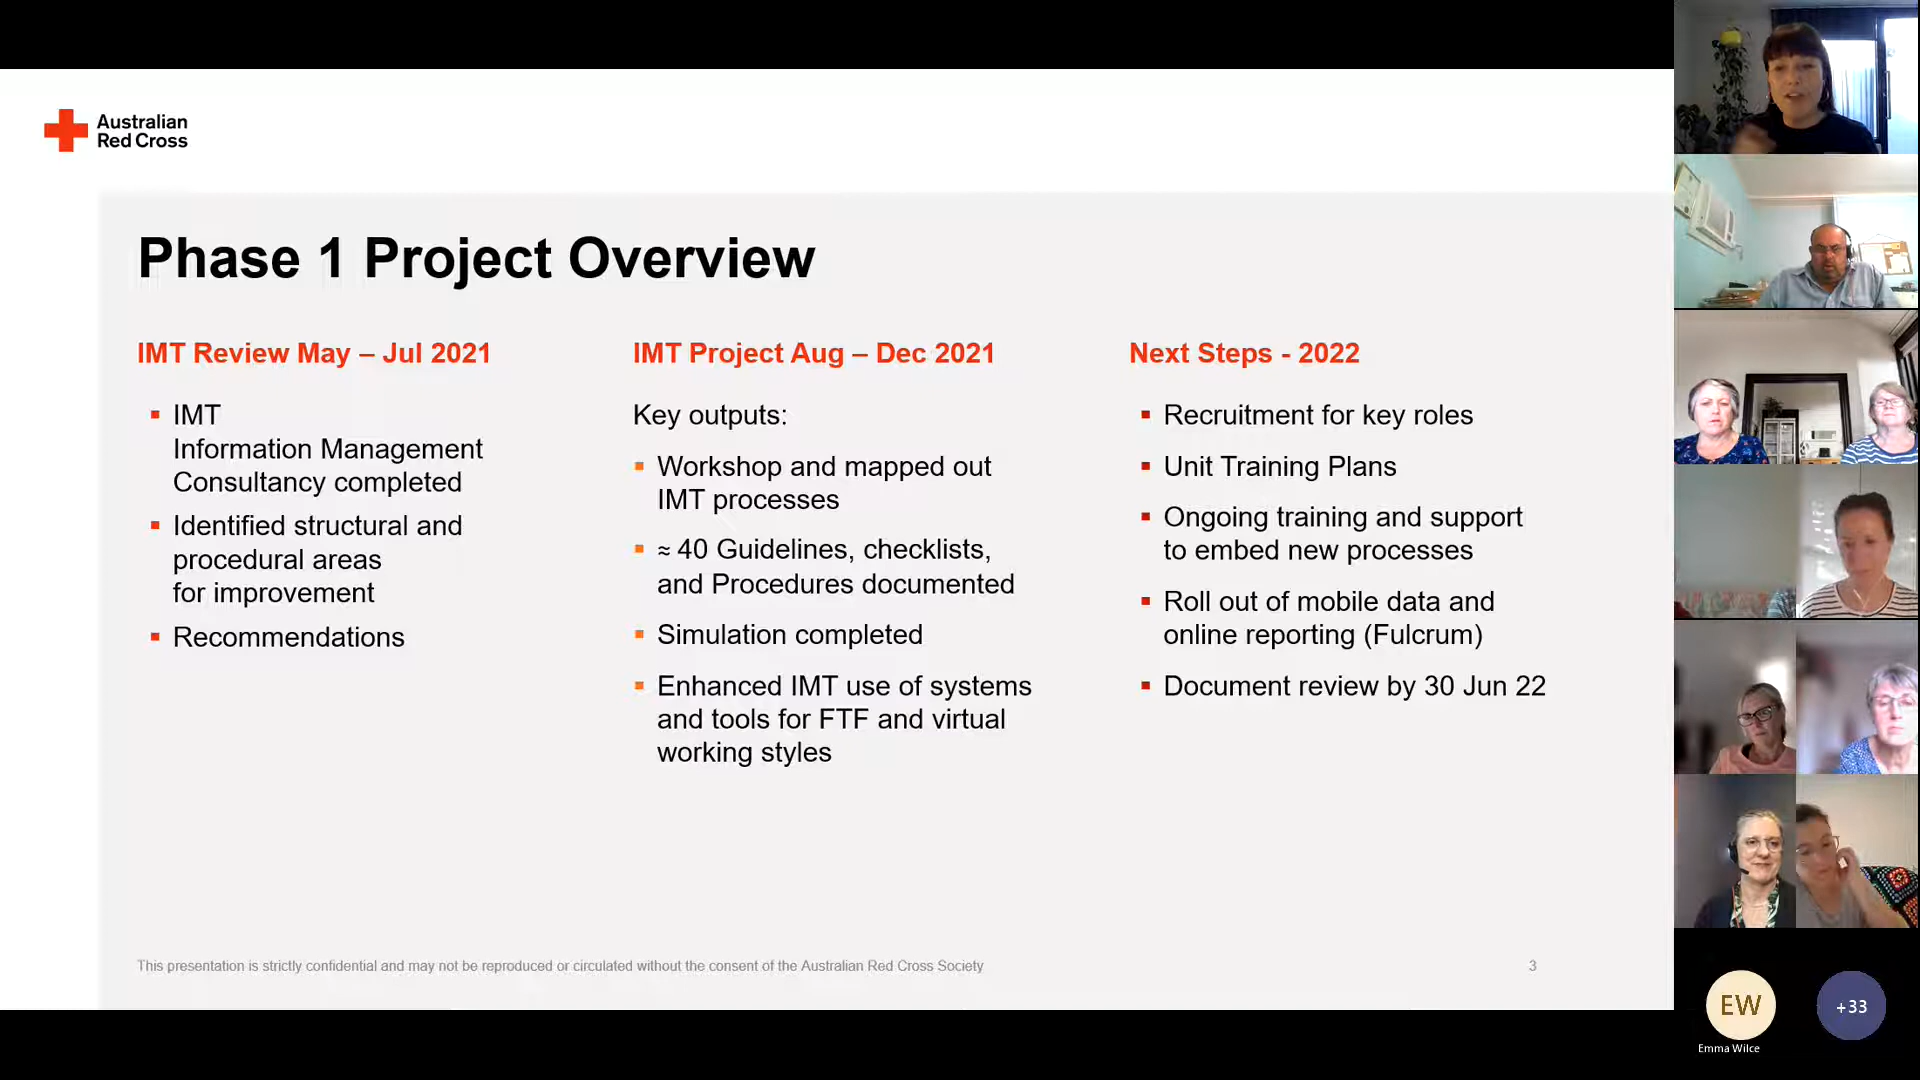 Australian
Red Cross
Phase 1 Project Overview
IMT Review May – Jul 2021
▪ IMT
Information Management
Consultancy completed
▪ Identified structural and
procedural areas
for improvement
▪ Recommendations
IMT Project Aug – Dec 2021
Key outputs:
▪ Workshop and mapped out
IMT processes
▪ ≈ 40 Guidelines, checklists,
and Procedures documented
▪ Simulation completed
▪ Enhanced IMT use of systems
and tools for FTF and virtual
working styles
Next Steps - 2022
▪ Recruitment for key roles
▪ Unit Training Plans
▪ Ongoing training and support
to embed new processes
▪ Roll out of mobile data and
online reporting (Fulcrum)
▪ Document review by 30 Jun 22
This presentation is strictly confidential and may not be reproduced or circulated without the consent of the Australian Red Cross Society
3
EW
Emma Wilce
+33